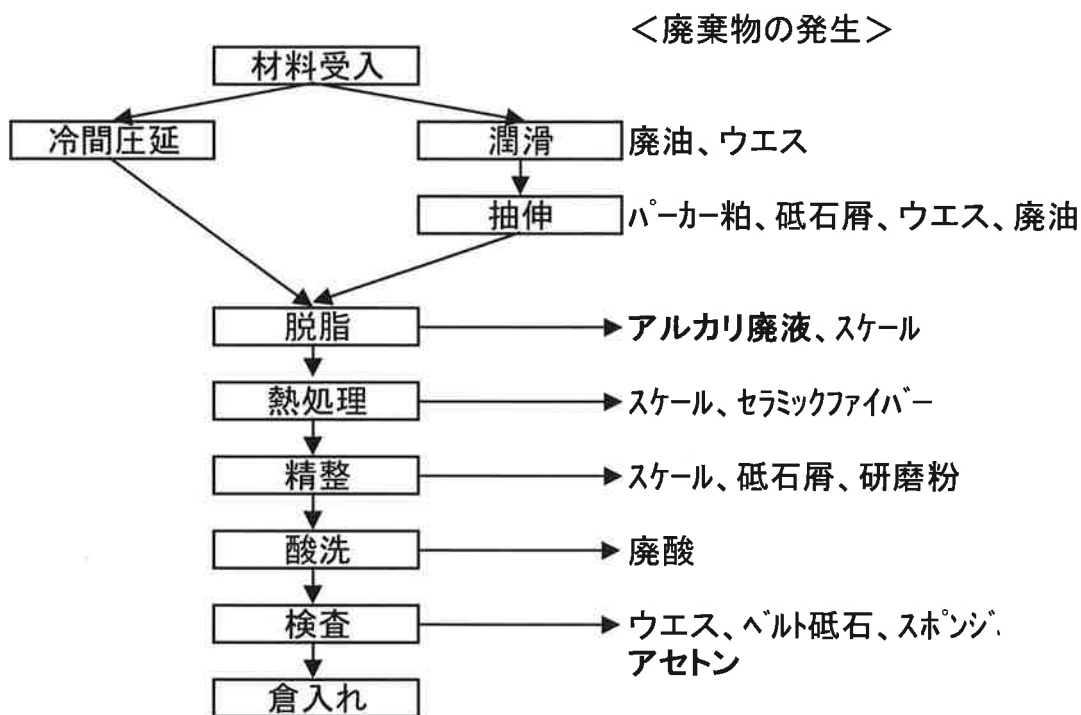 ＜廃棄物の発生＞
材料受入
冷間圧延
潤滑
廃油、ウエス
抽伸
ﾊﾟｰｶｰ粕、砥石屑、ウエス、廃油
脱脂
アルカリ廃液、ｽｹｰﾙ
熱処理
ｽｹｰﾙ、ｾﾗﾐｯｸﾌｧｲﾊﾞｰ
精整
ｽｹｰﾙ、砥石屑、研磨粉
酸洗
廃酸
検査
ウエス、ﾍﾞﾙﾄ砥石、ｽﾎﾟﾝｼﾞ、
アセトン
倉入れ